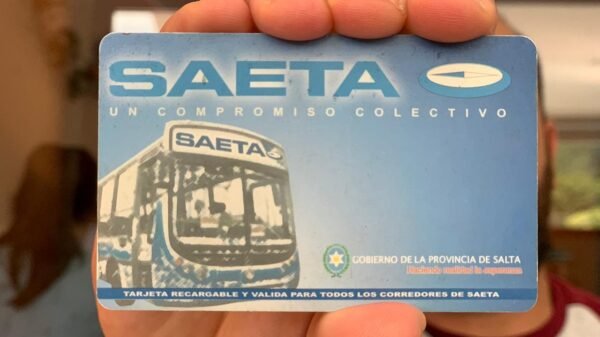 SAETA
UN COMPROMISO COLECTIVO
SAETA
GOBIERNO DE LA PROVINCIA DE SALTA
Haciendo realidad la esperanza
TARJETA RECARGABLE Y VALIDA PARA TODOS LOS CORREDORES DE SAETA